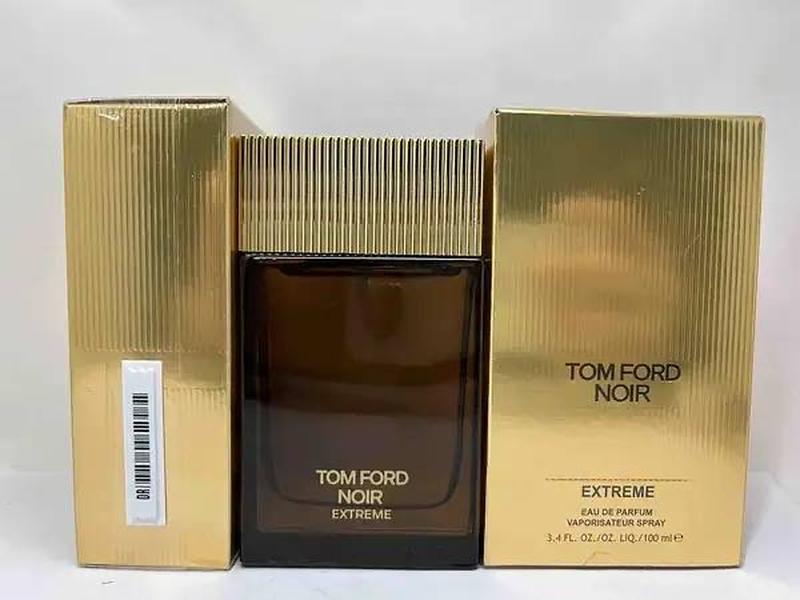 DR
TOM FORD
NOIR
EXTREME
TOM FORD
NOIR
EXTREME
EAU DE PARFUM
VAPORISATEUR SPRAY
3.4 FL. OZ./OZ. LIQ./100 ml ℮